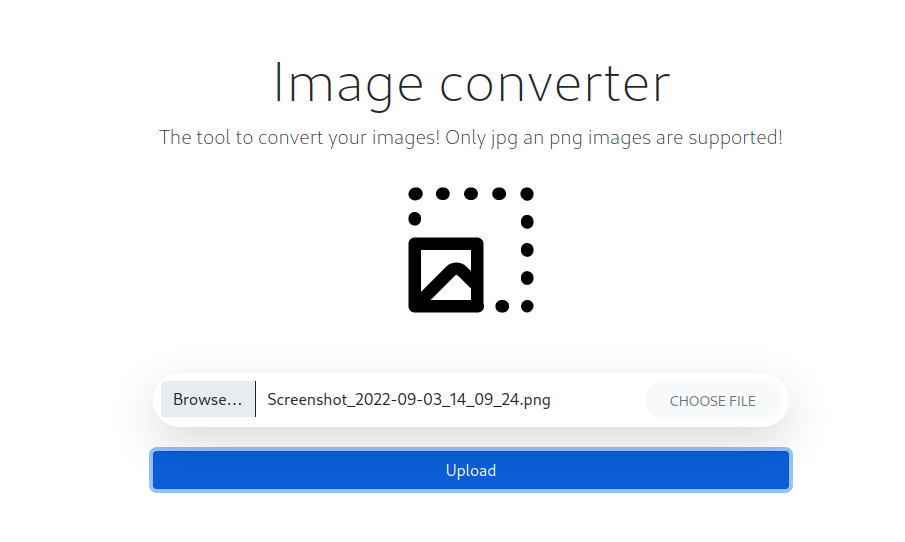 Image converter
The tool to convert your images! Only jpg an png images are supported!
Browse... Screenshot_2022-09-03_14_09_24.png CHOOSE FILE
Upload